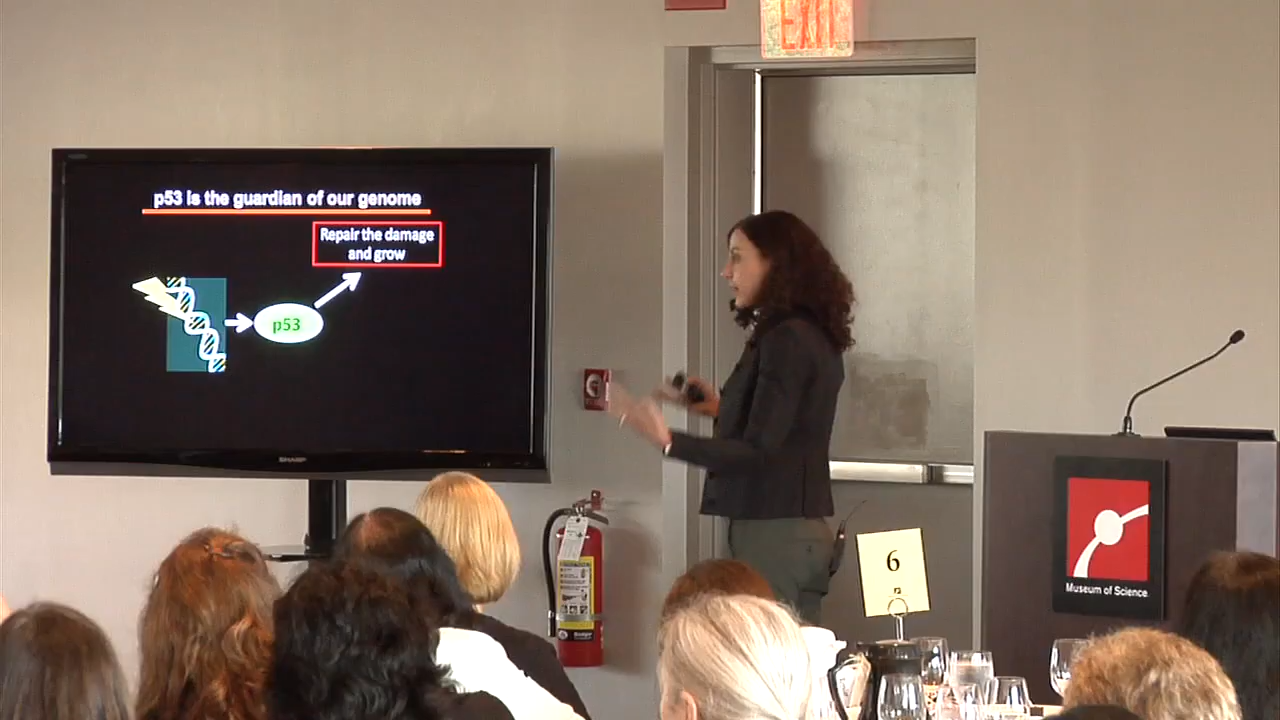 EXIT
p53 is the guardian of our genome
Repair the damage
and grow
p53
SHARP
6
Museum of Science